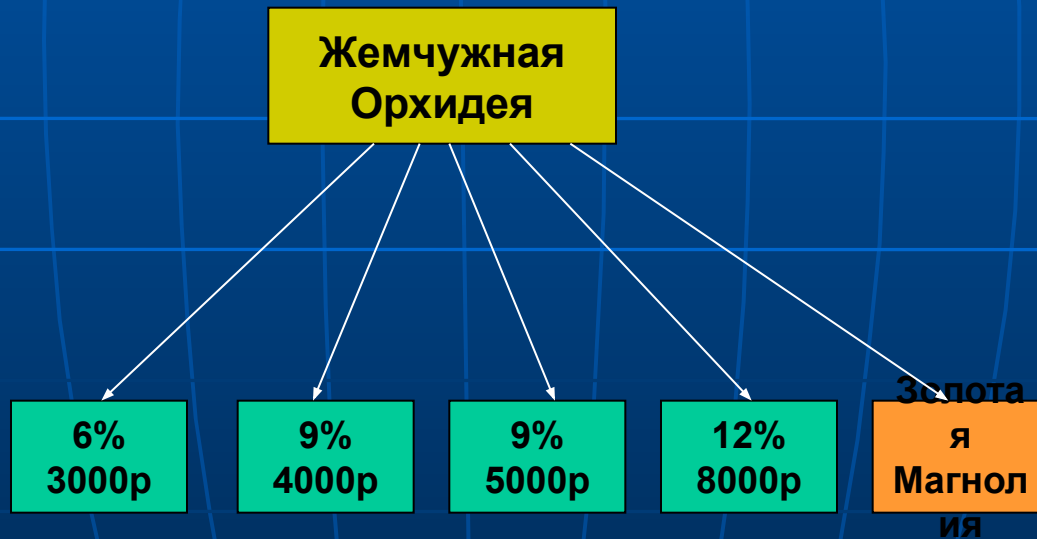 Жемчужная
Орхидея
6%
3000р
9%
4000р
9%
5000р
12%
8000р
Золота
я
Магнол
ия